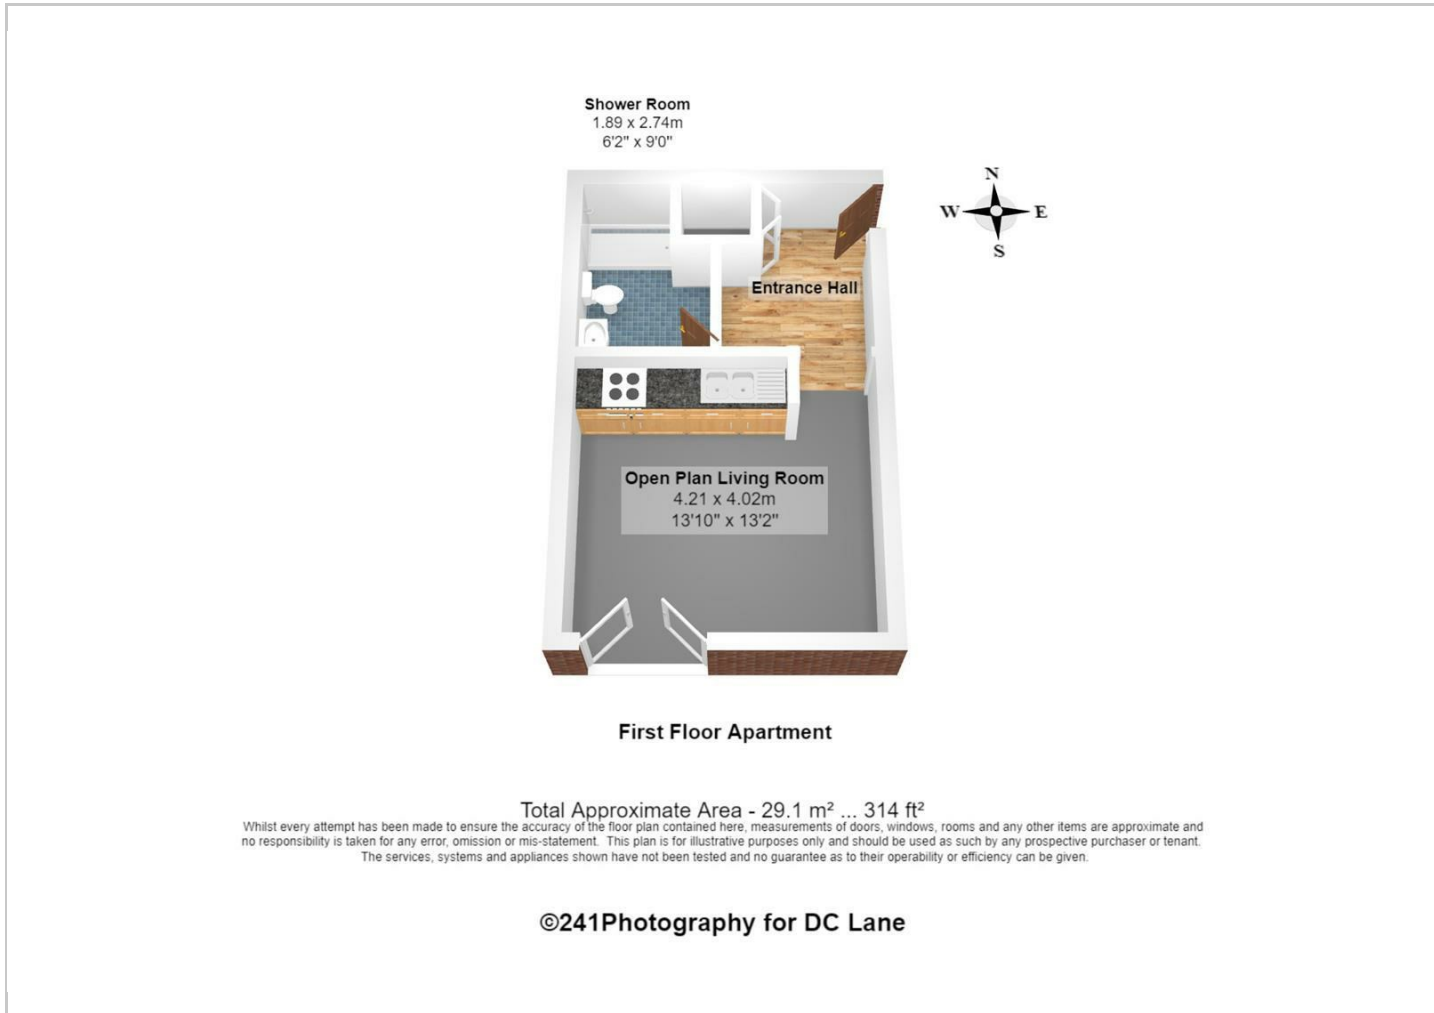 Shower Room
1.89 x 2.74m
6'2" x 9'0"
N
W E
S
Entrance Hall
Open Plan Living Room
4.21 x 4.02m
13'10" x 13'2"
First Floor Apartment
Total Approximate Area - 29.1 m² ... 314 ft²
Whilst every attempt has been made to ensure the accuracy of the floor plan contained here, measurements of doors, windows, rooms and any other items are approximate and
no responsibility is taken for any error, omission or mis-statement. This plan is for illustrative purposes only and should be used as such by any prospective purchaser or tenant.
The services, systems and appliances shown have not been tested and no guarantee as to their operability or efficiency can be given.
©241Photography for DC Lane